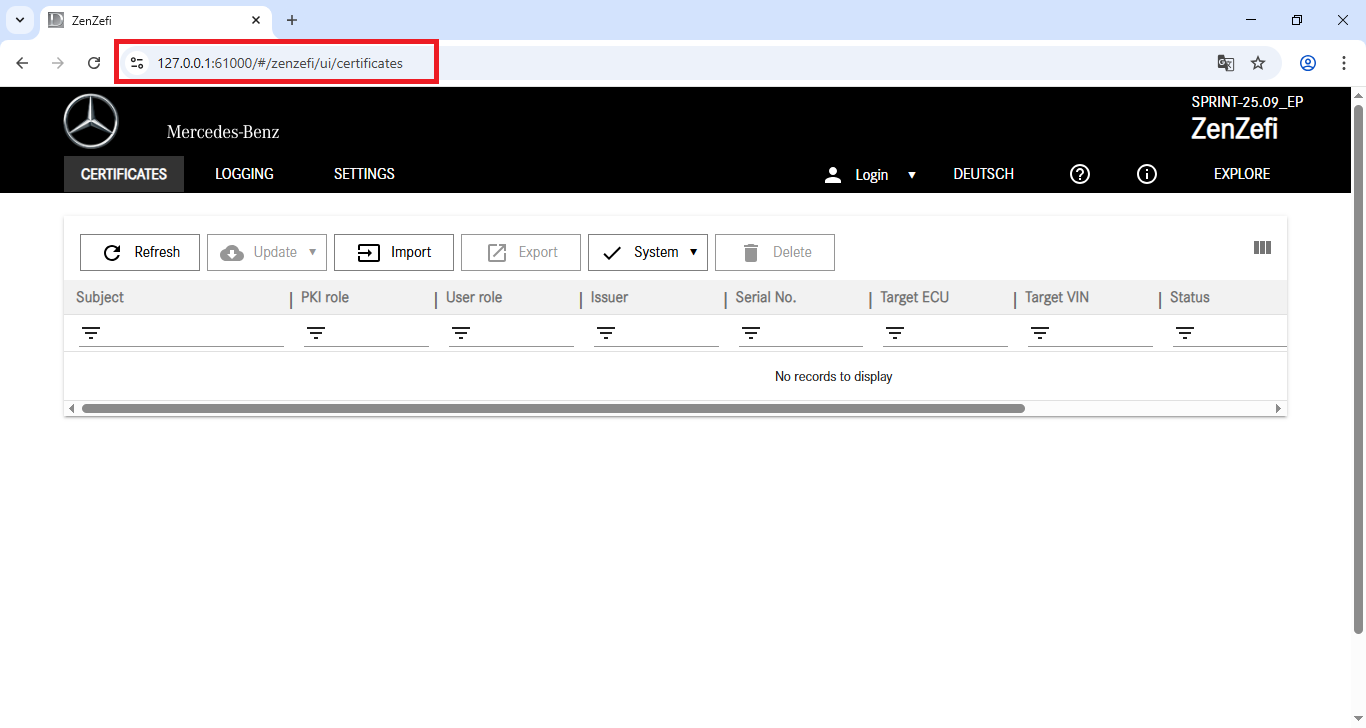 ZenZefi
127.0.0.1:61000/#/zenzefi/ui/certificates
SPRINT-25.09_EP
Mercedes-Benz
ZenZefi
CERTIFICATES LOGGING SETTINGS Login DEUTSCH EXPLORE
Refresh Update Import Export System Delete
Subject PKI role User role Issuer Serial No. Target ECU Target VIN Status
No records to display